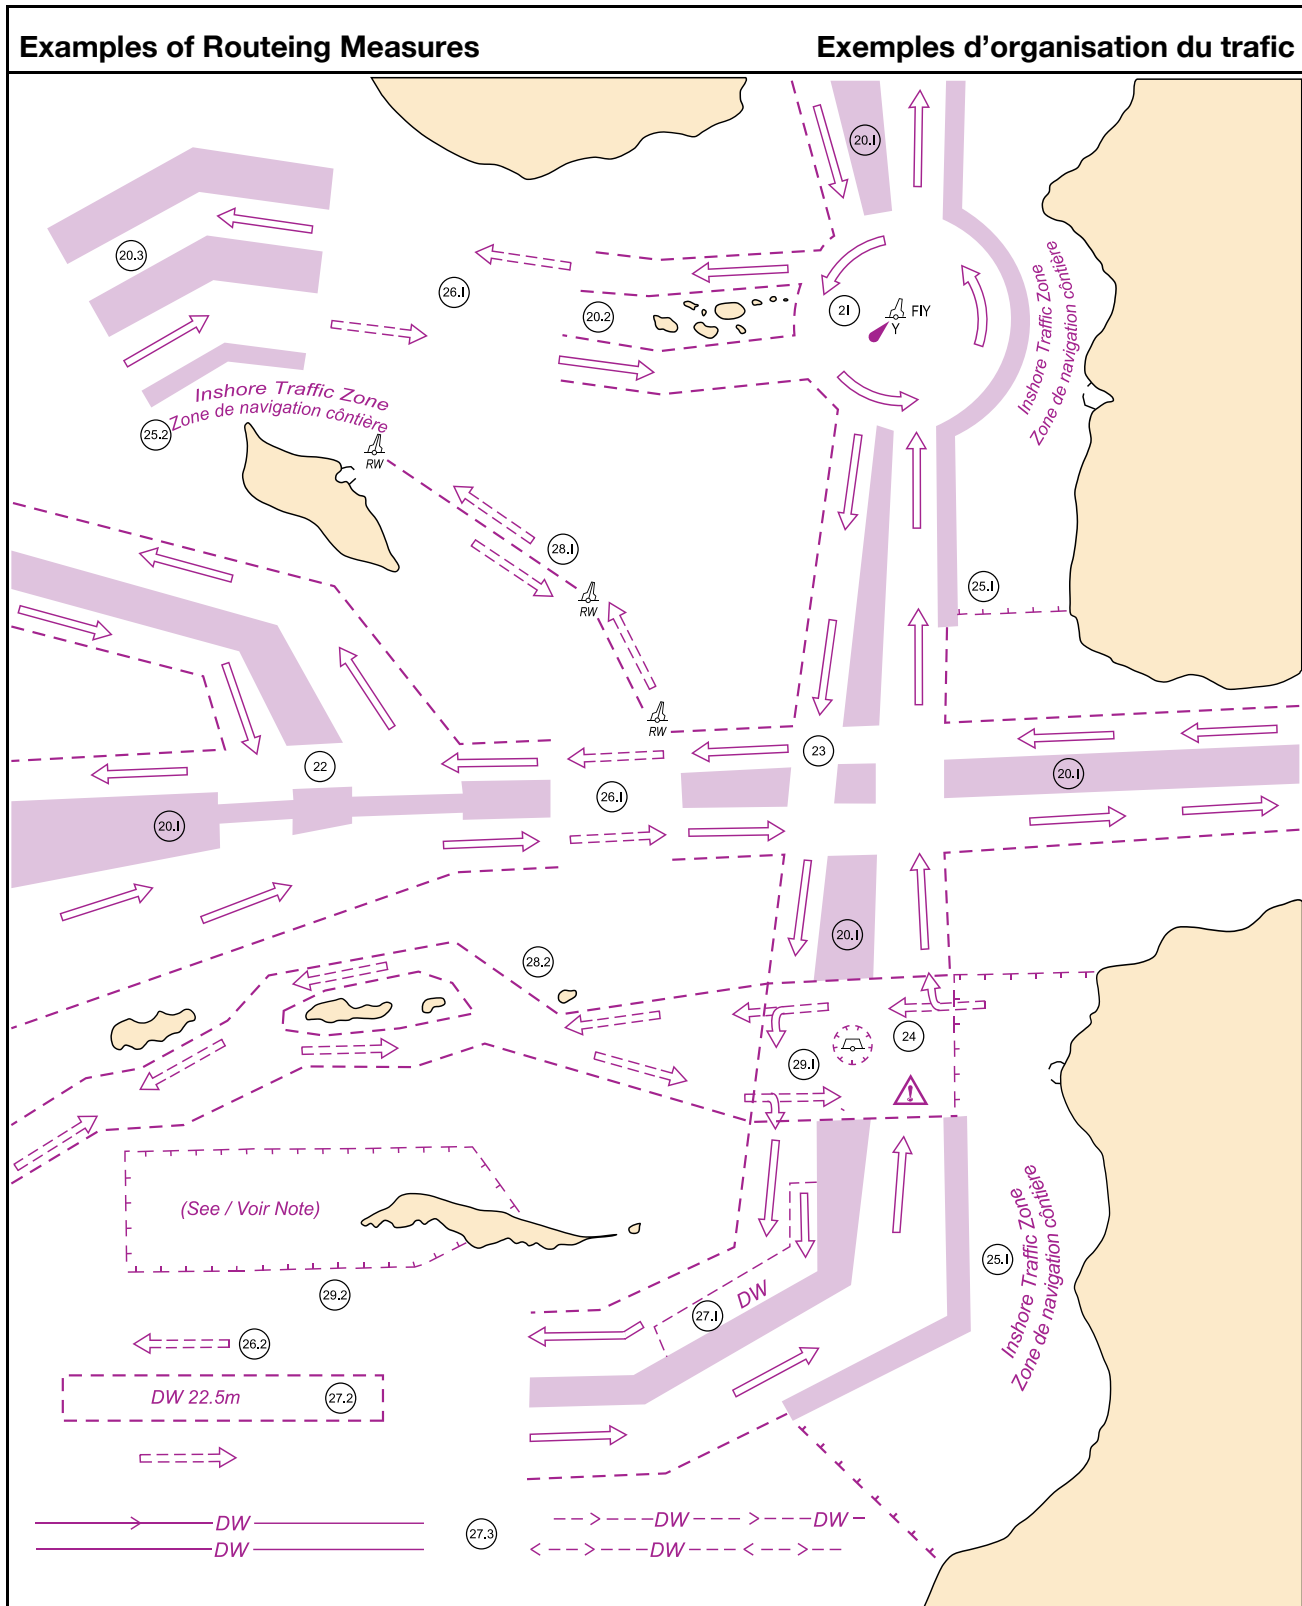 Examples of Routeing Measures
Exemples d'organisation du trafic
20.1
20.3
26.1
20.2
21
FlY
Y
Inshore Traffic Zone
Zone de navigation côntière
Inshore Traffic Zone
Zone de navigation côntière
25.2
RW
28.1
RW
25.1
RW
23
22
26.1
20.1
20.1
20.1
28.2
24
29.1
(See / Voir Note)
Inshore Traffic Zone
Zone de navigation côntière
25.1
29.2
DW
27.1
26.2
DW 22.5m
27.2
DW
DW
DW
27.3
DW
DW